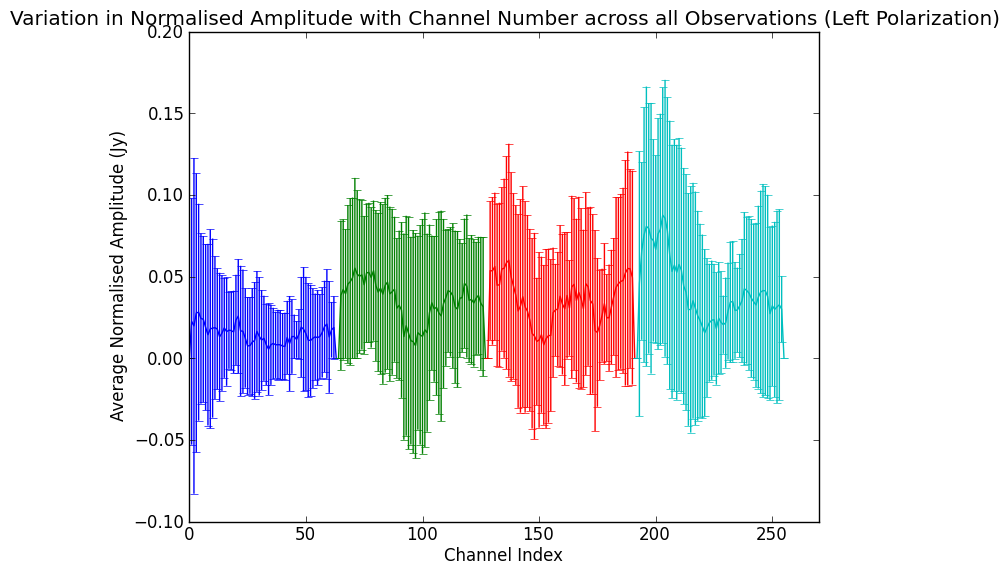 Variation in Normalised Amplitude with Channel Number across all Observations (Left Polarization)
0.20
0.15
0.10
0.05
0.00
−0.05
−0.10
Average Normalised Amplitude (Jy)
0 50 100 150 200 250
Channel Index